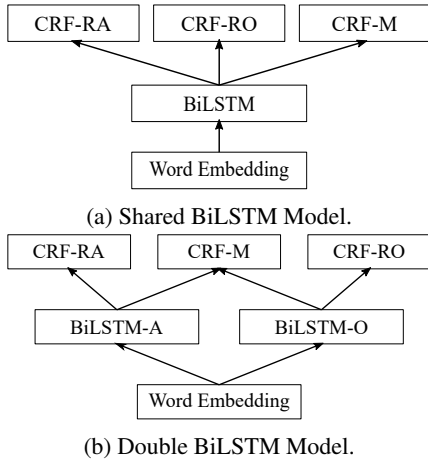 CRF-RA CRF-RO CRF-M
BiLSTM
Word Embedding
(a) Shared BiLSTM Model.
CRF-RA CRF-M CRF-RO
BiLSTM-A BiLSTM-O
Word Embedding
(b) Double BiLSTM Model.